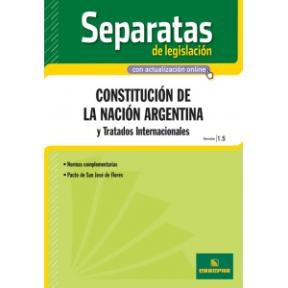 Separatas
de legislación
con actualización online
CONSTITUCIÓN DE
LA NACIÓN ARGENTINA
y Tratados Internacionales
Versión | 1.5
• Normas complementarias
• Pacto de San José de Flores
ERREPAR